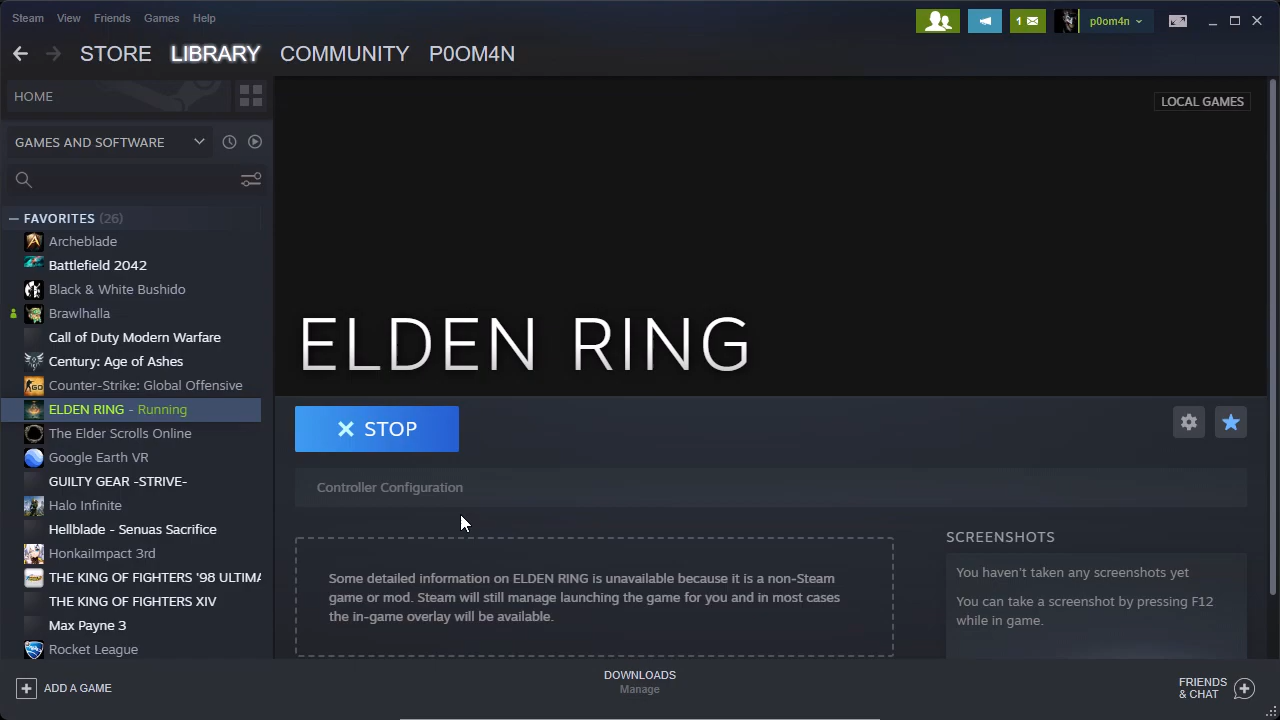 Steam View Friends Games Help
1
p0om4n
STORE LIBRARY COMMUNITY P0OM4N
HOME
LOCAL GAMES
GAMES AND SOFTWARE
FAVORITES (26)
Archeblade
Battlefield 2042
Black & White Bushido
Brawlhalla
Call of Duty Modern Warfare
Century: Age of Ashes
Counter-Strike: Global Offensive
ELDEN RING - Running
The Elder Scrolls Online
Google Earth VR
GUILTY GEAR -STRIVE-
Halo Infinite
Hellblade - Senuas Sacrifice
HonkaiImpact 3rd
THE KING OF FIGHTERS '98 ULTIMA
THE KING OF FIGHTERS XIV
Max Payne 3
Rocket League
ELDEN RING
STOP
Controller Configuration
Some detailed information on ELDEN RING is unavailable because it is a non-Steam
game or mod. Steam will still manage launching the game for you and in most cases
the in-game overlay will be available.
SCREENSHOTS
You haven't taken any screenshots yet
You can take a screenshot by pressing F12
while in game.
ADD A GAME
DOWNLOADS
Manage
FRIENDS
& CHAT